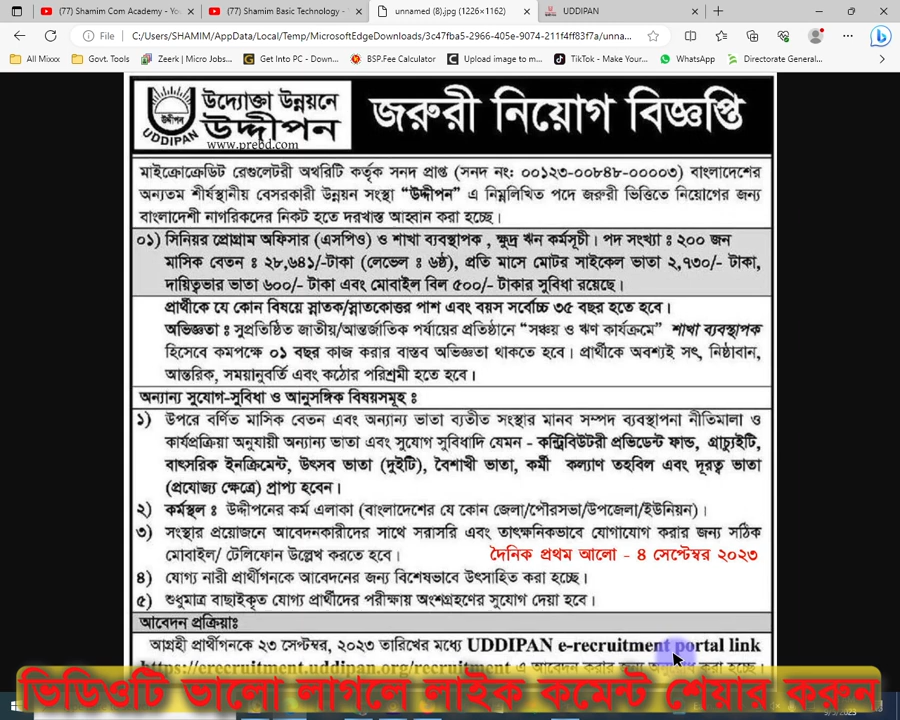 (77) Shamim Com Academy - Yo
(77) Shamim Basic Technology -
unnamed (8).jpg (1226×1162)
UDDIPAN
File
C:/Users/SHAMIM/AppData/Local/Temp/MicrosoftEdgeDownloads/3c47fba5-2966-405e-9074-211f4ff83f7a/unna...
All Mixxx
Govt. Tools
Zeerk | Micro Jobs...
Get Into PC - Down...
BSP.Fee Calculator
Upload image to m...
TikTok - Make Your...
WhatsApp
Directorate General...
উদ্যোক্তা উন্নয়নে
উদ্দীপন
উদ্দীপন
UDDIPAN
www.prebd.com
জরুরী নিয়োগ বিজ্ঞপ্তি
মাইক্রোক্রেডিট রেগুলেটরী অথরিটি কর্তৃক সনদ প্রাপ্ত (সনদ নং: ০০১২৩-০০৮৪৮-০০০০৩) বাংলাদেশের
অন্যতম শীর্ষস্থানীয় বেসরকারী উন্নয়ন সংস্থা “উদ্দীপন” এ নিম্নলিখিত পদে জরুরী ভিত্তিতে নিয়োগের জন্য
বাংলাদেশী নাগরিকদের নিকট হতে দরখাস্ত আহ্বান করা হচ্ছে।
০১) সিনিয়র প্রোগ্রাম অফিসার (এসপিও) ও শাখা ব্যবস্থাপক , ক্ষুদ্র ঋন কর্মসূচী। পদ সংখ্যা : ২০০ জন
মাসিক বেতন : ২৮,৬৪১/-টাকা (লেভেল : ৬ষ্ঠ), প্রতি মাসে মোটর সাইকেল ভাতা ২,৭৩০/- টাকা,
দায়িত্বভার ভাতা ৬০০/- টাকা এবং মোবাইল বিল ৫০০/- টাকার সুবিধা রয়েছে।
প্রার্থীকে যে কোন বিষয়ে স্নাতক/স্নাতকোত্তর পাশ এবং বয়স সর্বোচ্চ ৩৫ বছর হতে হবে।
অভিজ্ঞতা : সুপ্রতিষ্ঠিত জাতীয়/আন্তর্জাতিক পর্যায়ের প্রতিষ্ঠানে “সঞ্চয় ও ঋণ কার্যক্রমে” শাখা ব্যবস্থাপক
হিসেবে কমপক্ষে ০১ বছর কাজ করার বাস্তব অভিজ্ঞতা থাকতে হবে। প্রার্থীকে অবশ্যই সৎ, নিষ্ঠাবান,
আন্তরিক, সময়ানুবর্তি এবং কঠোর পরিশ্রমী হতে হবে।
অন্যান্য সুযোগ-সুবিধা ও আনুসঙ্গিক বিষয়সমূহ :
১) উপরে বর্ণিত মাসিক বেতন এবং অন্যান্য ভাতা ব্যতীত সংস্থার মানব সম্পদ ব্যবস্থাপনা নীতিমালা ও
কার্যপ্রক্রিয়া অনুযায়ী অন্যান্য ভাতা এবং সুযোগ সুবিধাদি যেমন - কন্ট্রিবিউটরী প্রভিডেন্ট ফান্ড, গ্রাচ্যুইটি,
বাৎসরিক ইনক্রিমেন্ট, উৎসব ভাতা (দুইটি), বৈশাখী ভাতা, কর্মী কল্যাণ তহবিল এবং দূরত্ব ভাতা
(প্রযোজ্য ক্ষেত্রে) প্রাপ্য হবেন।
২) কর্মস্থল : উদ্দীপনের কর্ম এলাকা (বাংলাদেশের যে কোন জেলা/পৌরসভা/উপজেলা/ইউনিয়ন)।
৩) সংস্থার প্রয়োজনে আবেদনকারীদের সাথে সরাসরি এবং তাৎক্ষনিকভাবে যোগাযোগ করার জন্য সঠিক
মোবাইল/ টেলিফোন উল্লেখ করতে হবে।
দৈনিক প্রথম আলো - ৪ সেপ্টেম্বর ২০২৩
৪) যোগ্য নারী প্রার্থীগনকে আবেদনের জন্য বিশেষভাবে উৎসাহিত করা হচ্ছে।
৫) শুধুমাত্র বাছাইকৃত যোগ্য প্রার্থীদের পরীক্ষায় অংশগ্রহণের সুযোগ দেয়া হবে।
আবেদন প্রক্রিয়াঃ
আগ্রহী প্রার্থীগনকে ২৩ সেপ্টেম্বর, ২০২৩ তারিখের মধ্যে UDDIPAN e-recruitment portal link
https://erecruitment.uddipan.org/recruitment এ আবেদন করার জন্য
ভিডিওটি ভালো লাগলে লাইক কমেন্ট শেয়ার করুন